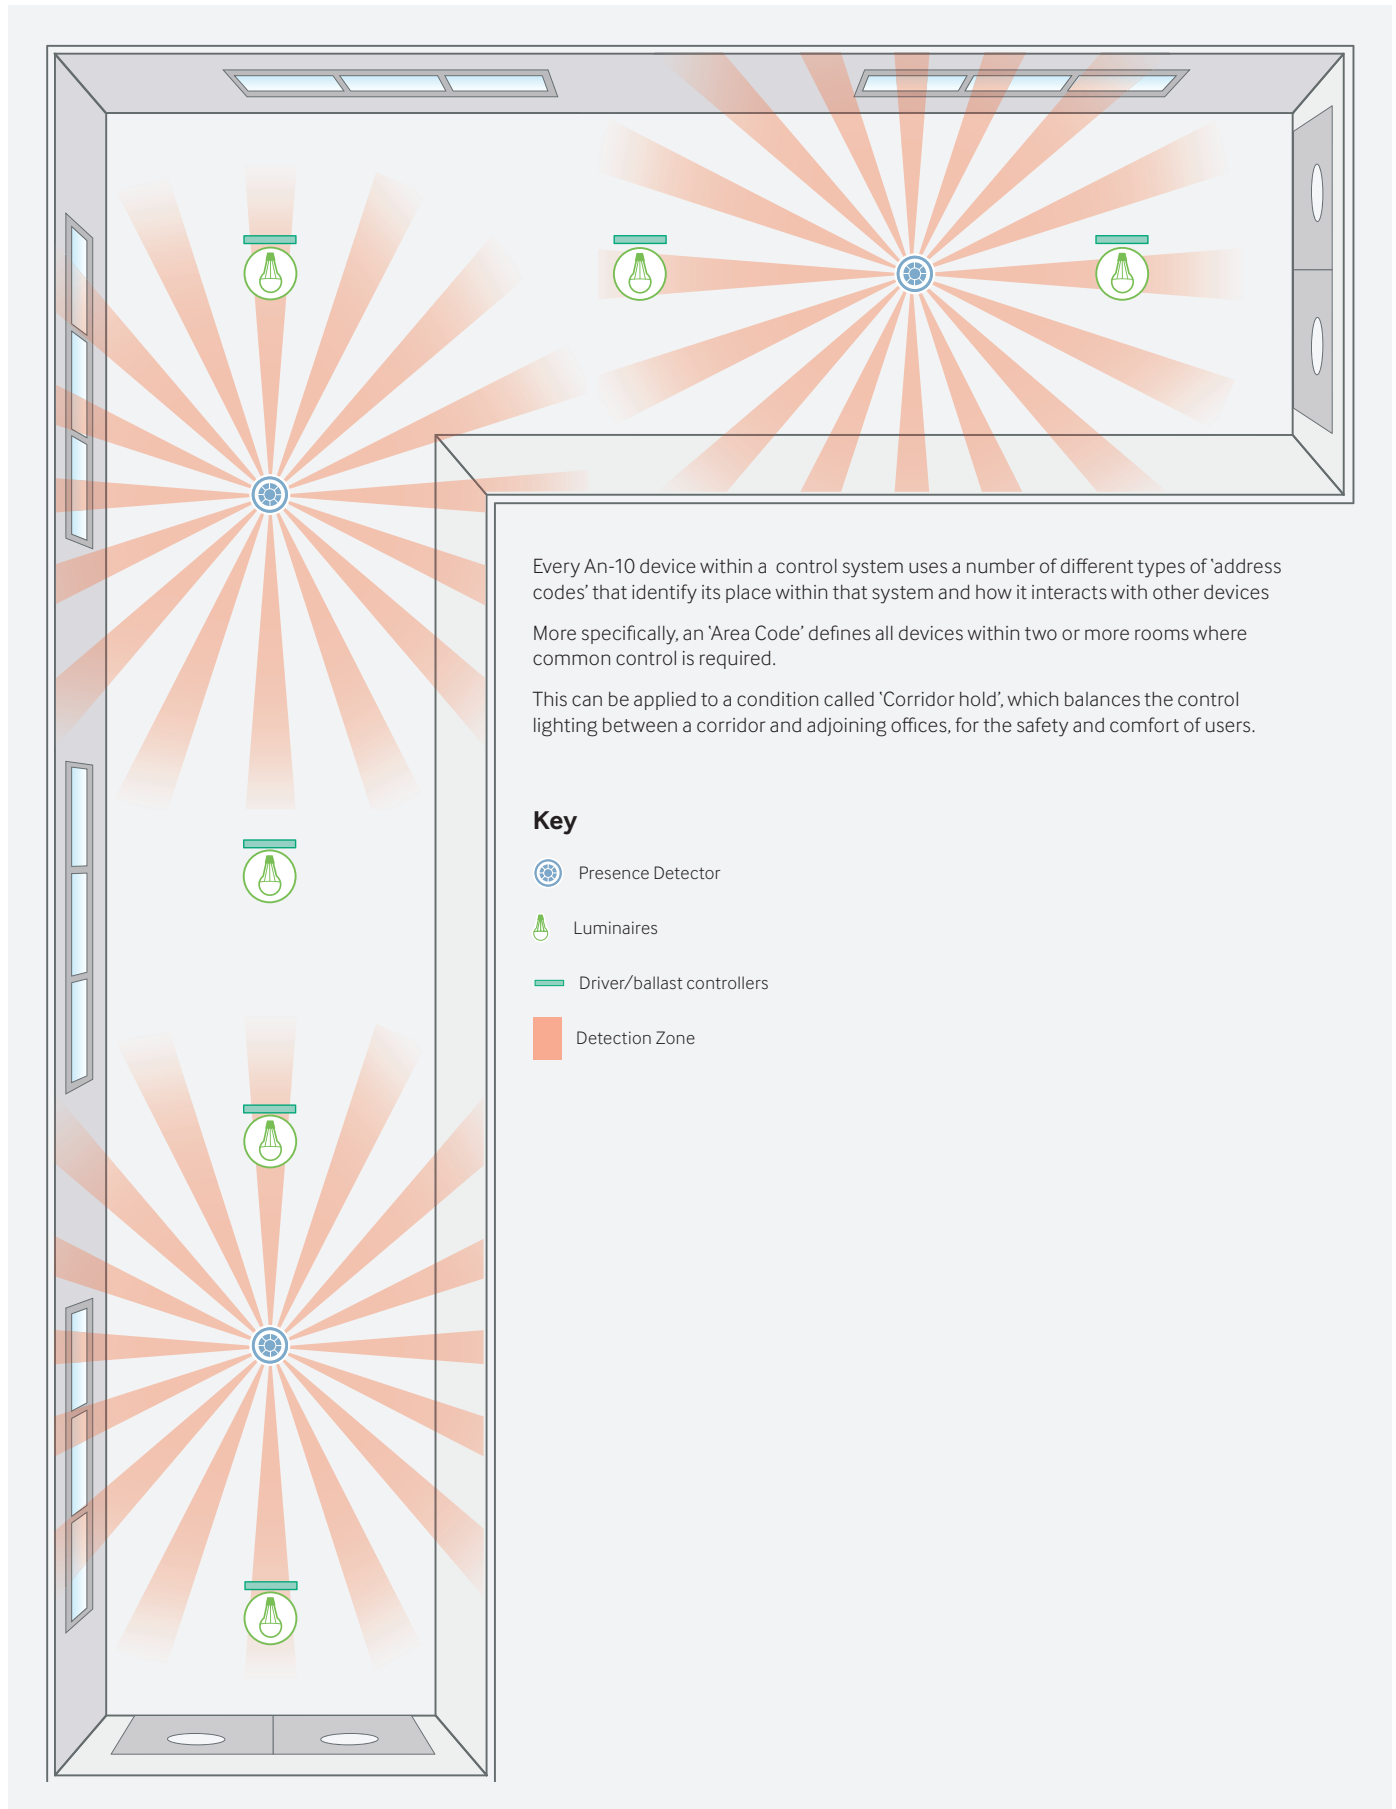 Every An-10 device within a control system uses a number of different types of ‘address
codes’ that identify its place within that system and how it interacts with other devices
More specifically, an ‘Area Code’ defines all devices within two or more rooms where
common control is required.
This can be applied to a condition called ‘Corridor hold’, which balances the control
lighting between a corridor and adjoining offices, for the safety and comfort of users.
Key
Presence Detector
Luminaires
Driver/ballast controllers
Detection Zone